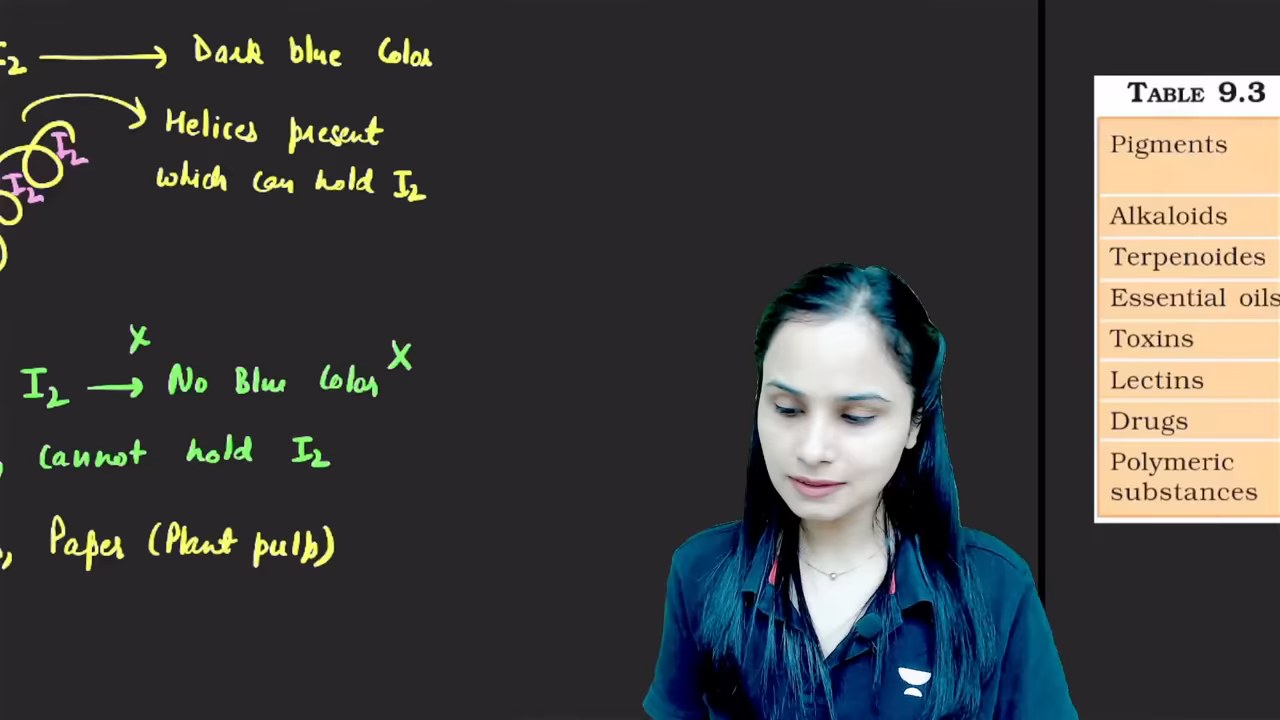 I₂ ⟶ Dark blue Color
Helices present
which can hold I₂
I₂
I₂
X X
I₂ ⟶ No Blue Color
, cannot hold I₂
, Paper (Plant pulp)
TABLE 9.3
Pigments
Alkaloids
Terpenoides
Essential oils
Toxins
Lectins
Drugs
Polymeric
substances